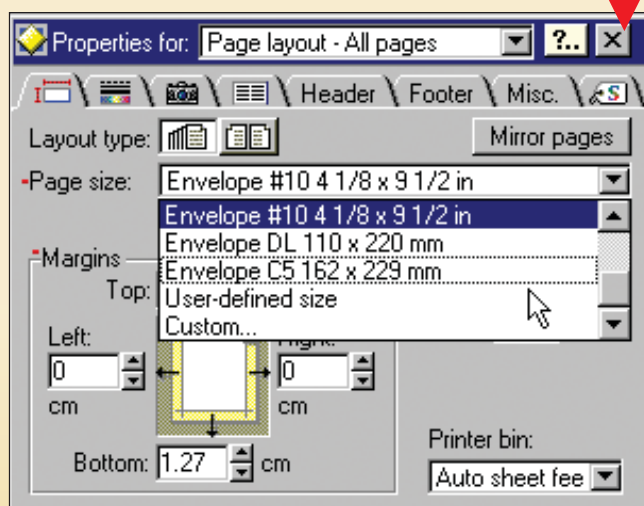 Properties for: Page layout - All pages ?..
Header Footer Misc. S
Layout type: Mirror pages
Page size: Envelope #10 4 1/8 x 9 1/2 in
Envelope #10 4 1/8 x 9 1/2 in
Envelope DL 110 x 220 mm
Margins
Envelope C5 162 x 229 mm
Top: User-defined size
Custom...
Left:
0 0
cm cm
Printer bin:
Bottom: 1.27 cm Auto sheet fee